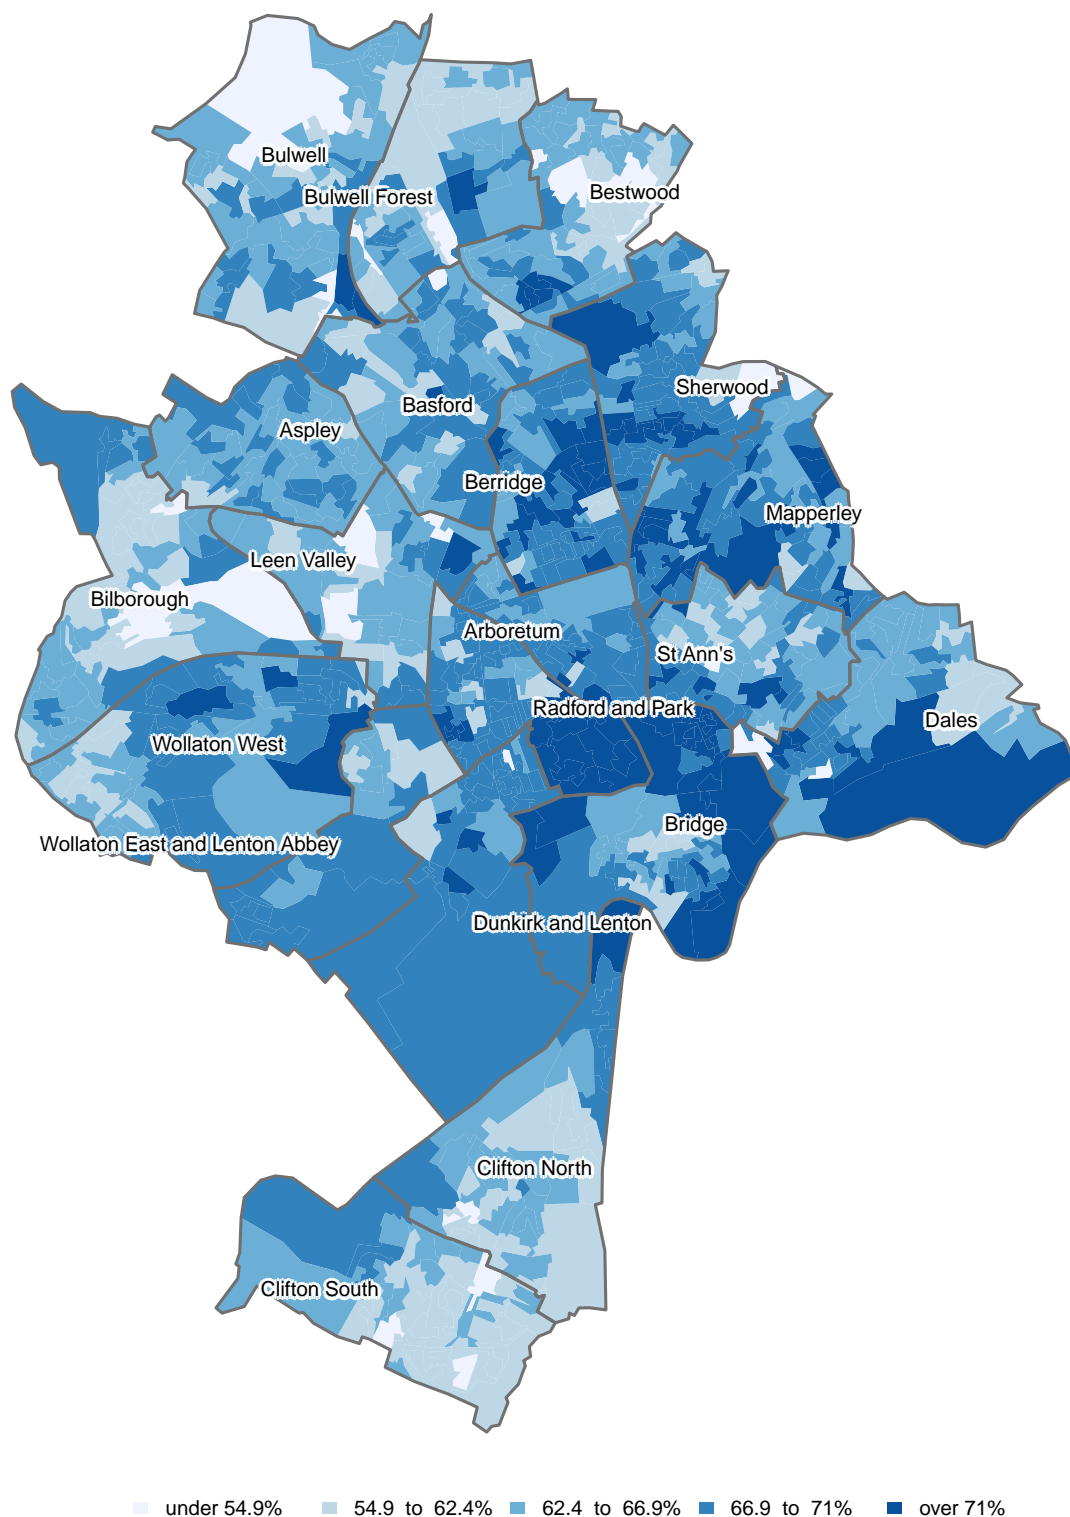 Bulwell
Bulwell Forest
Bestwood
Sherwood
Basford
Aspley
Berridge
Mapperley
Leen Valley
Bilborough
Arboretum
St Ann's
Radford and Park
Dales
Wollaton West
Bridge
Wollaton East and Lenton Abbey
Dunkirk and Lenton
Clifton North
Clifton South
under 54.9% 54.9 to 62.4% 62.4 to 66.9% 66.9 to 71% over 71%